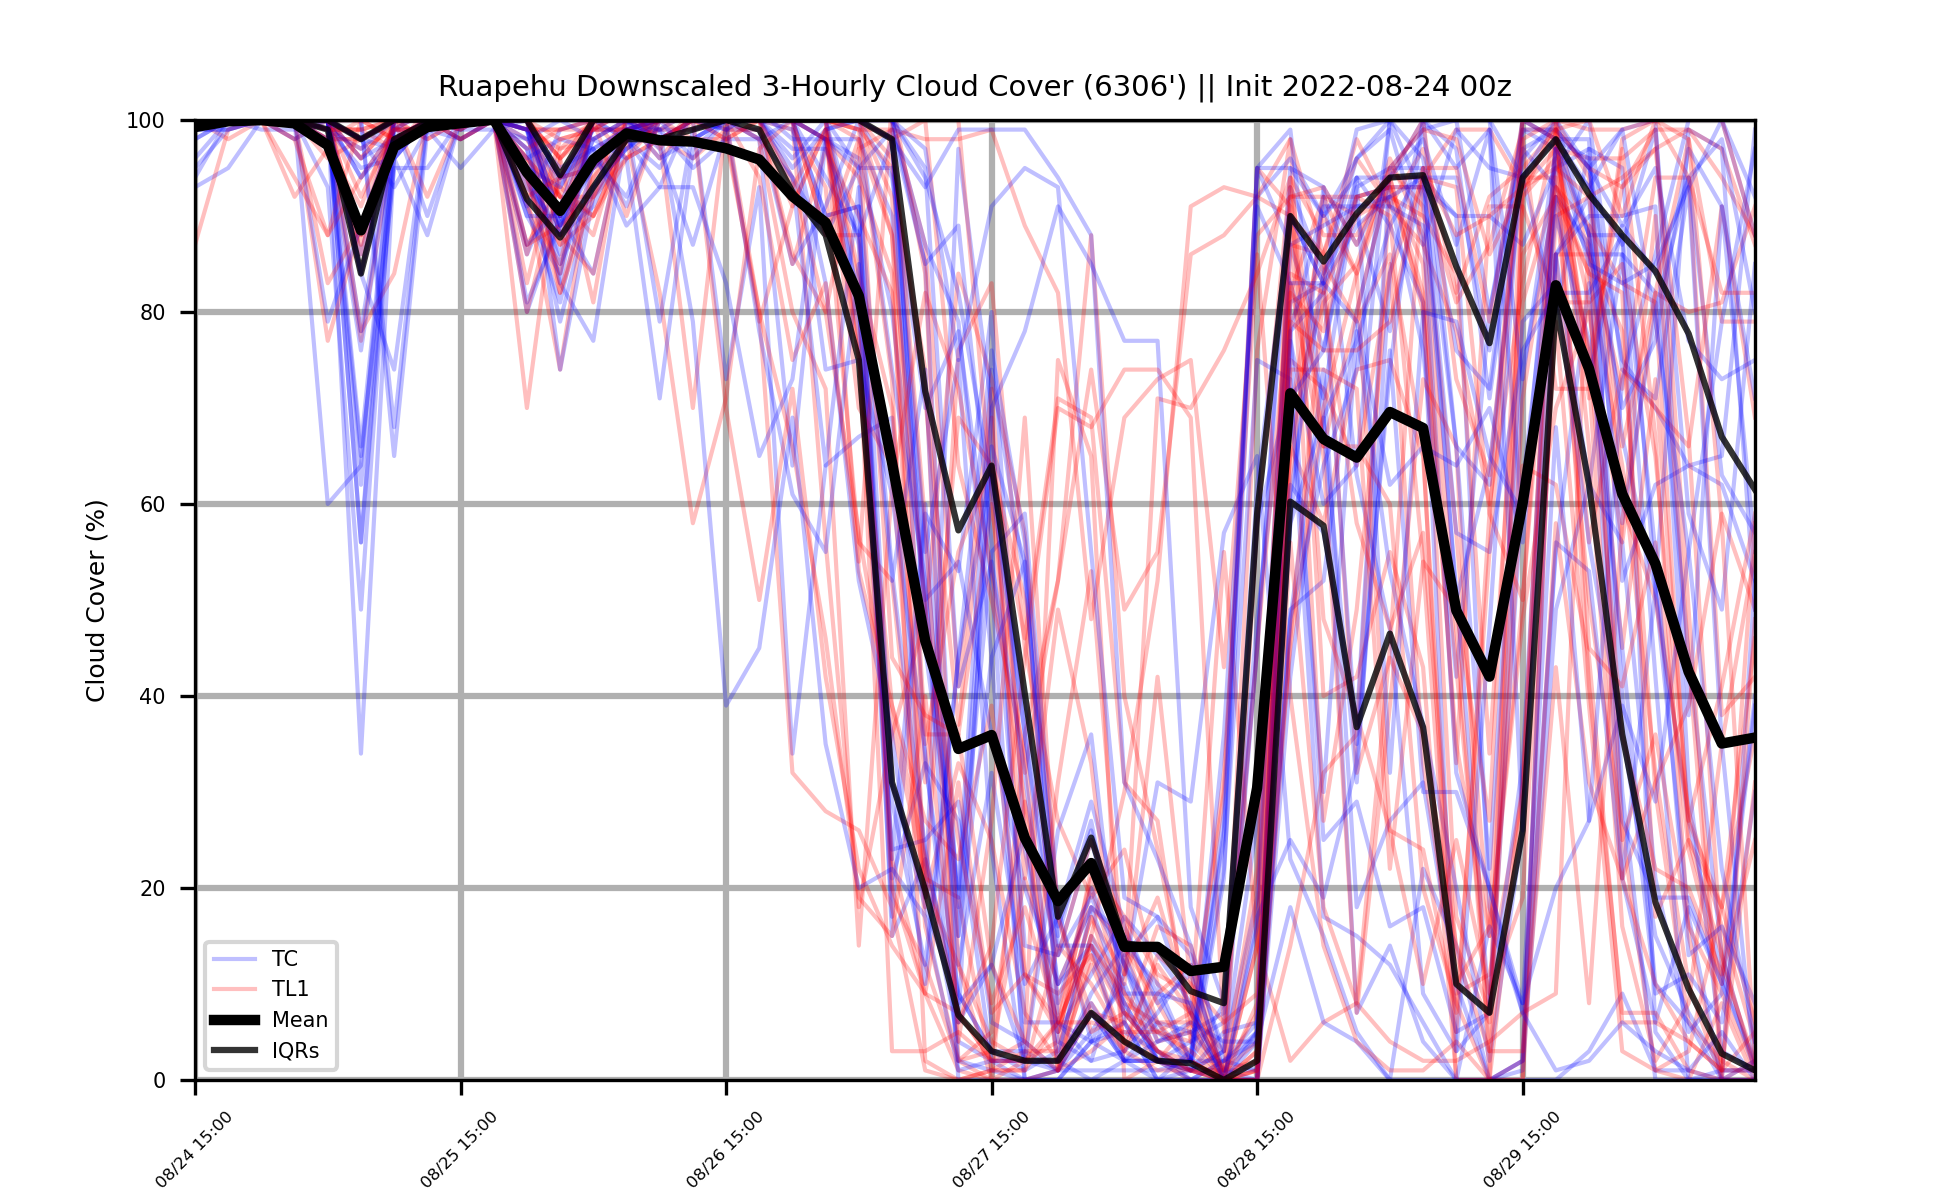 Ruapehu Downscaled 3-Hourly Cloud Cover (6306') || Init 2022-08-24 00z
Cloud Cover (%)
100
80
60
40
20
0
TC
TL1
Mean
IQRs
08/24 15:00
08/25 15:00
08/26 15:00
08/27 15:00
08/28 15:00
08/29 15:00